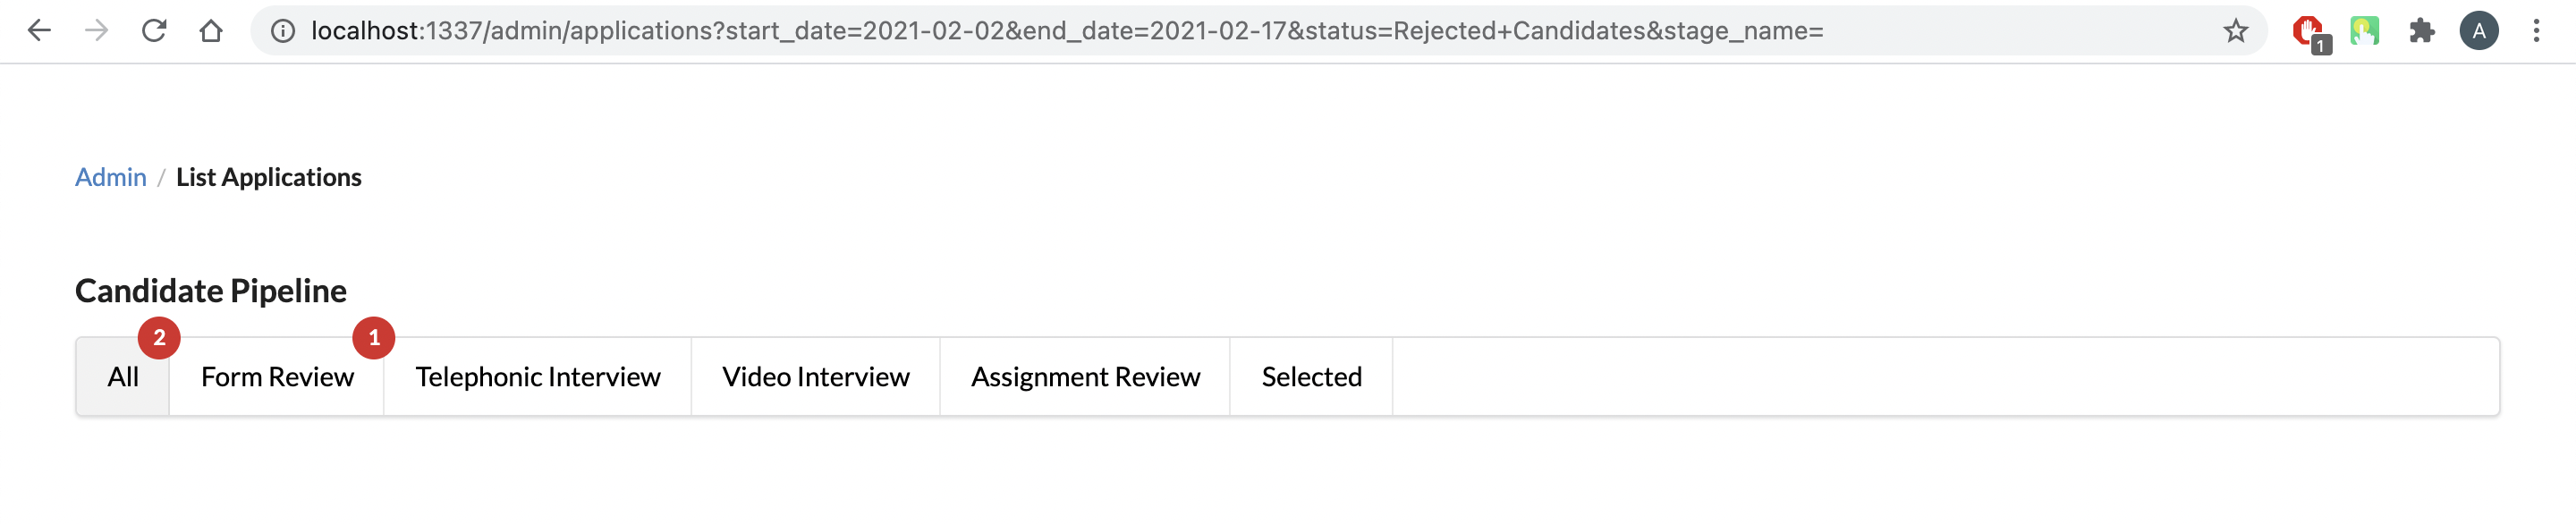 localhost:1337/admin/applications?start_date=2021-02-02&end_date=2021-02-17&status=Rejected+Candidates&stage_name=
1
A
Admin / List Applications
Candidate Pipeline
2 1
All Form Review Telephonic Interview Video Interview Assignment Review Selected